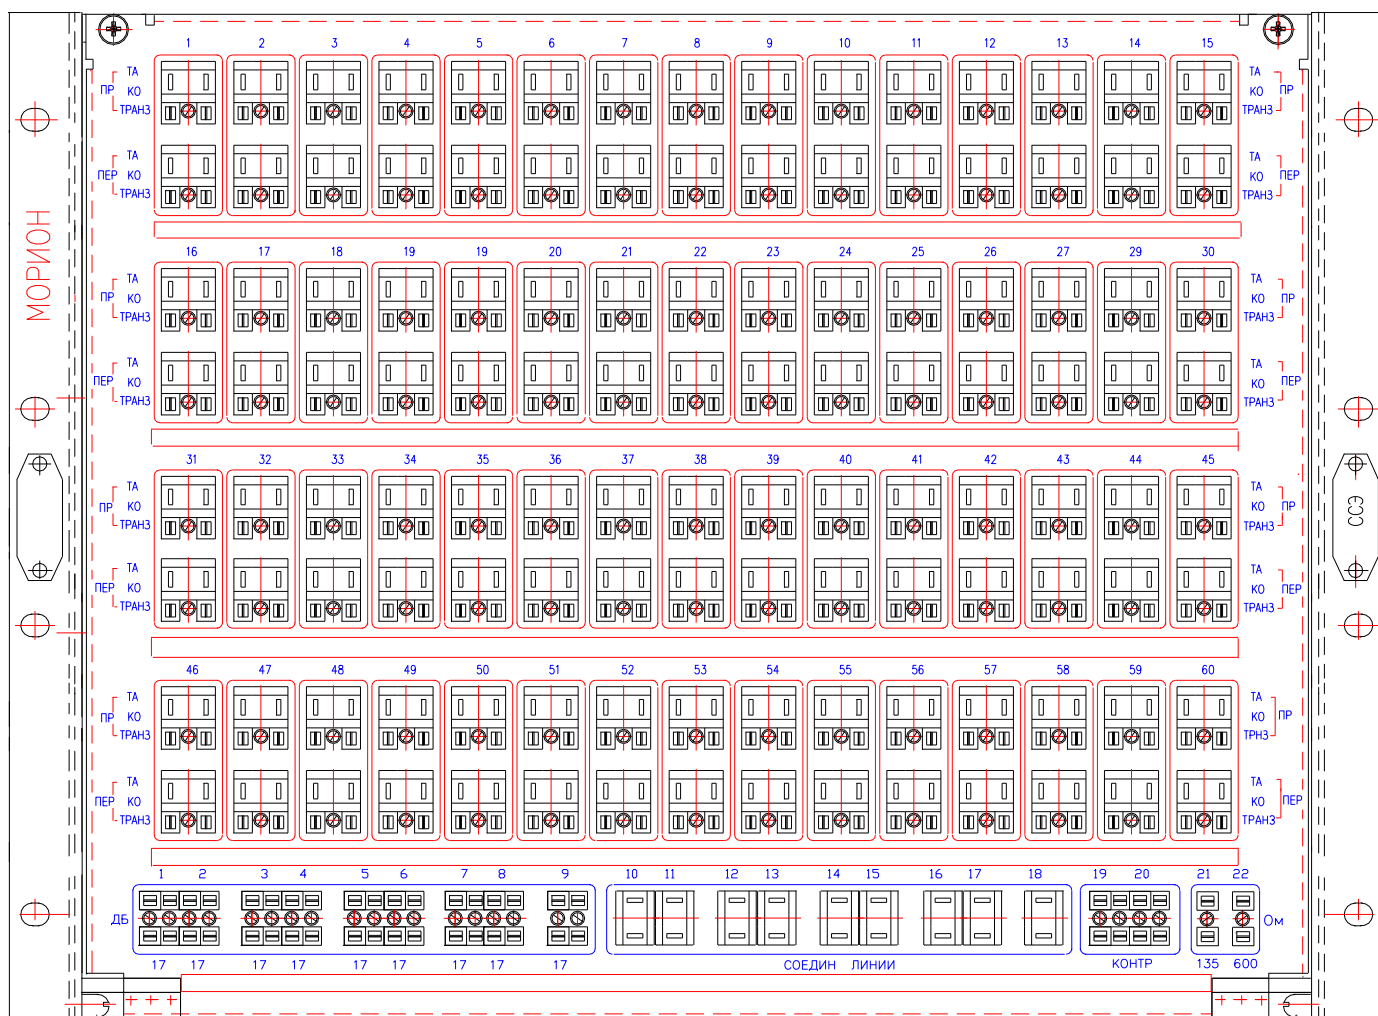 1 2 3 4 5 6 7 8 9 10 11 12 13 14 15
ТА ТА
ПР КО КО ПР
ТРАНЗ ТРАНЗ
ТА ТА
ПЕР КО КО ПЕР
ТРАНЗ ТРАНЗ
МОРИОН
16 17 18 19 19 20 21 22 23 24 25 26 27 29 30
ТА ТА
ПР КО КО ПР
ТРАНЗ ТРАНЗ
ТА ТА
ПЕР КО КО ПЕР
ТРАНЗ ТРАНЗ
31 32 33 34 35 36 37 38 39 40 41 42 43 44 45
ТА ТА
ПР КО КО ПР
ТРАНЗ ТРАНЗ
ССЭ
ТА ТА
ПЕР КО КО ПЕР
ТРАНЗ ТРАНЗ
46 47 48 49 50 51 52 53 54 55 56 57 58 59 60
ТА ТА
ПР КО КО ПР
ТРАНЗ ТРНЗ
ТА ТА
ПЕР КО КО ПЕР
ТРАНЗ ТРАНЗ
1 2 3 4 5 6 7 8 9 10 11 12 13 14 15 16 17 18 19 20 21 22
ДБ Ом
17 17 17 17 17 17 17 17 17 СОЕДИН ЛИНИИ КОНТР 135 600